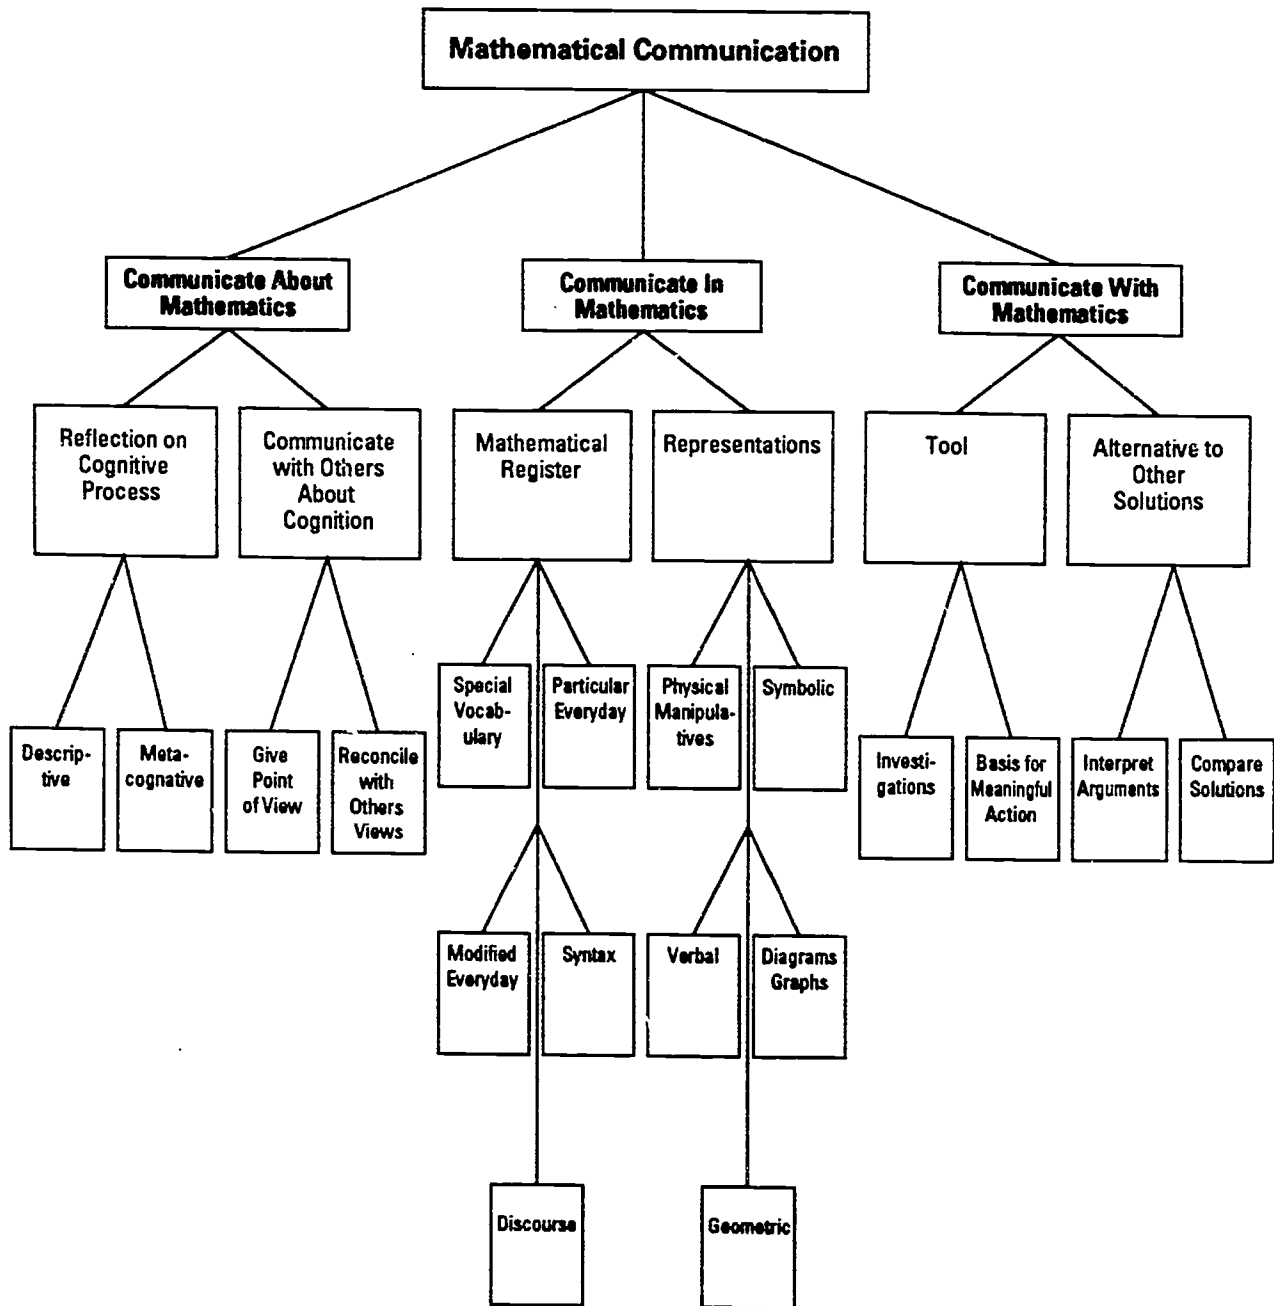 Mathematical Communication
Communicate About
Mathematics
Communicate In
Mathematics
Communicate With
Mathematics
Reflection on
Cognitive
Process
Communicate
with Others
About
Cognition
Mathematical
Register
Representations
Tool
Alternative to
Other
Solutions
Special
Vocab-
ulary
Particular
Everyday
Physical
Manipula-
tives
Symbolic
Descrip-
tive
Meta-
cognitive
Give
Point
of View
Reconcile
with
Others
Views
Investi-
gations
Basis for
Meaningful
Action
Interpret
Arguments
Compare
Solutions
Modified
Everyday
Syntax
Verbal
Diagrams
Graphs
Discourse
Geometric